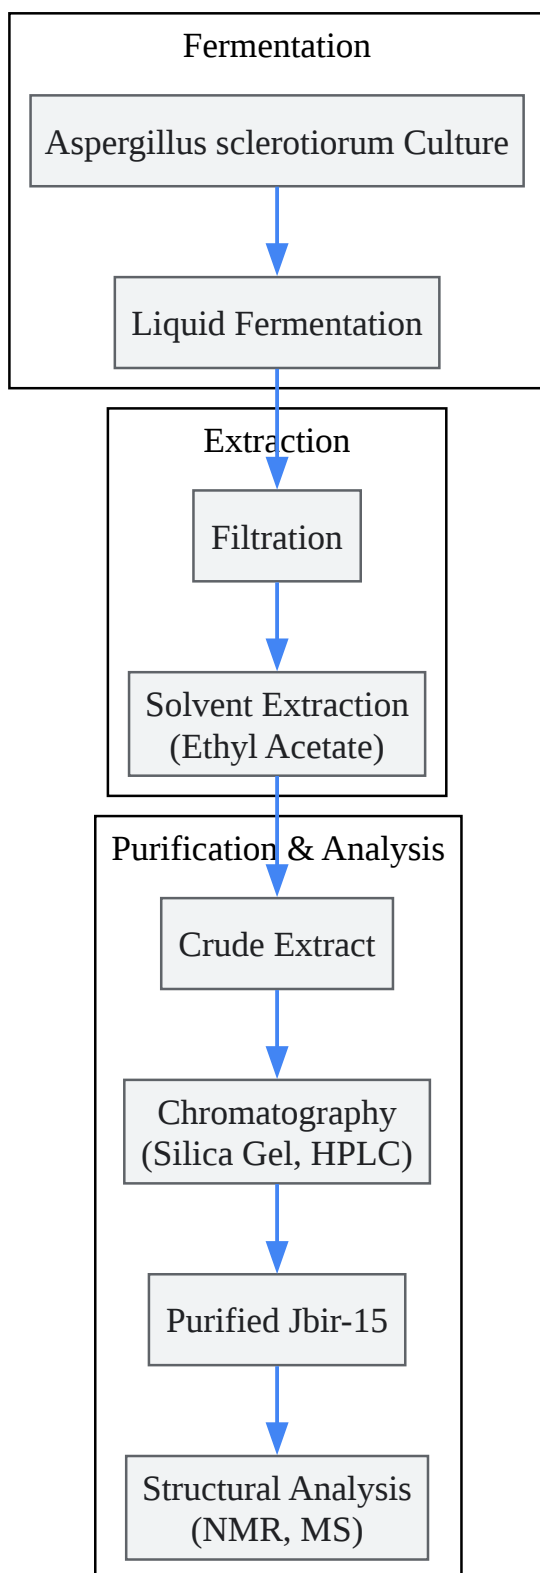 Fermentation
Aspergillus sclerotiorum Culture
Liquid Fermentation
Extraction
Filtration
Solvent Extraction
(Ethyl Acetate)
Purification & Analysis
Crude Extract
Chromatography
(Silica Gel, HPLC)
Purified Jbir-15
Structural Analysis
(NMR, MS)